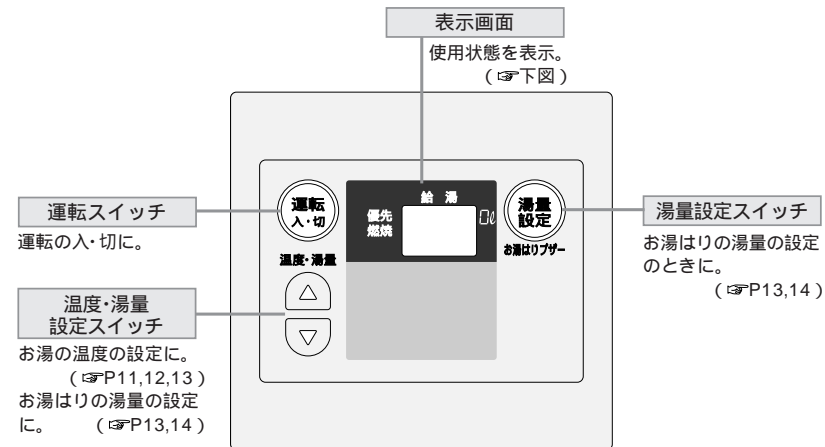 表示画面
使用状態を表示。
(☞下図)
運転スイッチ
運転の入・切に。
温度・湯量
設定スイッチ
お湯の温度の設定に。
(☞P11,12,13)
お湯はりの湯量の設定
に。 (☞P13,14)
運転
入・切
温度・湯量
給 湯
優先
燃焼
0ℓ
湯量
設定
お湯はりブザー
湯量設定スイッチ
お湯はりの湯量の設定
のときに。
(☞P13,14)